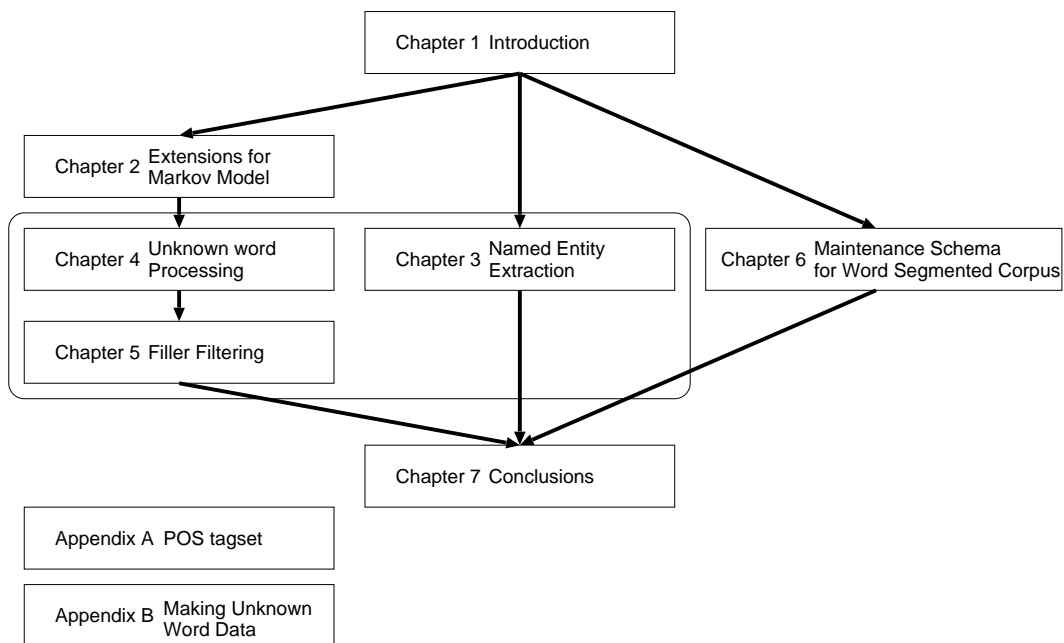 Chapter 1 Introduction
Chapter 2 Extensions for
Markov Model
Chapter 4 Unknown word
Processing
Chapter 3 Named Entity
Extraction
Chapter 6 Maintenance Schema
for Word Segmented Corpus
Chapter 5 Filler Filtering
Chapter 7 Conclusions
Appendix A POS tagset
Appendix B Making Unknown
Word Data